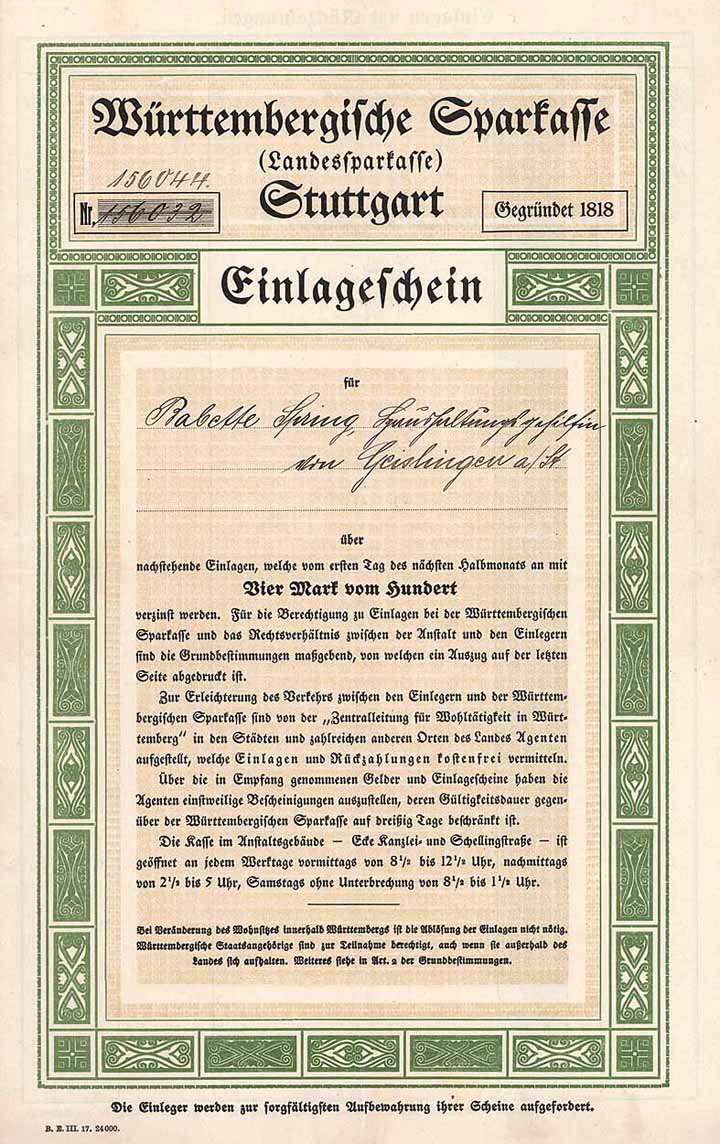 Württembergische Sparkasse
(Landessparkasse)
156044.
Stuttgart
Nr. 156032
Gegründet 1818
Einlageschein
für
Babette Spring, Haushaltungsgehilfin
von Geislingen a/St
über
nachstehende Einlagen, welche vom ersten Tag des nächsten Halbmonats an mit
Vier Mark vom Hundert
verzinst werden. Für die Berechtigung zu Einlagen bei der Württembergischen
Sparkasse und das Rechtsverhältnis zwischen der Anstalt und den Einlegern
sind die Grundbestimmungen maßgebend, von welchen ein Auszug auf der letzten
Seite abgedruckt ist.
Zur Erleichterung des Verkehrs zwischen den Einlegern und der Württem-
bergischen Sparkasse sind von der „Zentralleitung für Wohltätigkeit in Würt-
temberg" in den Städten und zahlreichen anderen Orten des Landes Agenten
aufgestellt, welche Einlagen und Rückzahlungen kostenfrei vermitteln.
Über die in Empfang genommenen Gelder und Einlagescheine haben die
Agenten einstweilige Bescheinigungen auszustellen, deren Gültigkeitsdauer gegen-
über der Württembergischen Sparkasse auf dreißig Tage beschränkt ist.
Die Kasse im Anstaltsgebäude — Ecke Kanzlei- und Schellingstraße — ist
geöffnet an jedem Werktage vormittags von 8½ bis 12½ Uhr, nachmittags
von 2½ bis 5 Uhr, Samstags ohne Unterbrechung von 8½ bis 1½ Uhr.
Bei Veränderung des Wohnsitzes innerhalb Württembergs ist die Ablösung der Einlagen nicht nötig.
Württembergische Staatsangehörige sind zur Teilnahme berechtigt, auch wenn sie außerhalb des
Landes sich aufhalten. Weiteres siehe in Art. 2 der Grundbestimmungen.
Die Einleger werden zur sorgfältigsten Aufbewahrung ihrer Scheine aufgefordert.
B. E. III. 17. 24000.